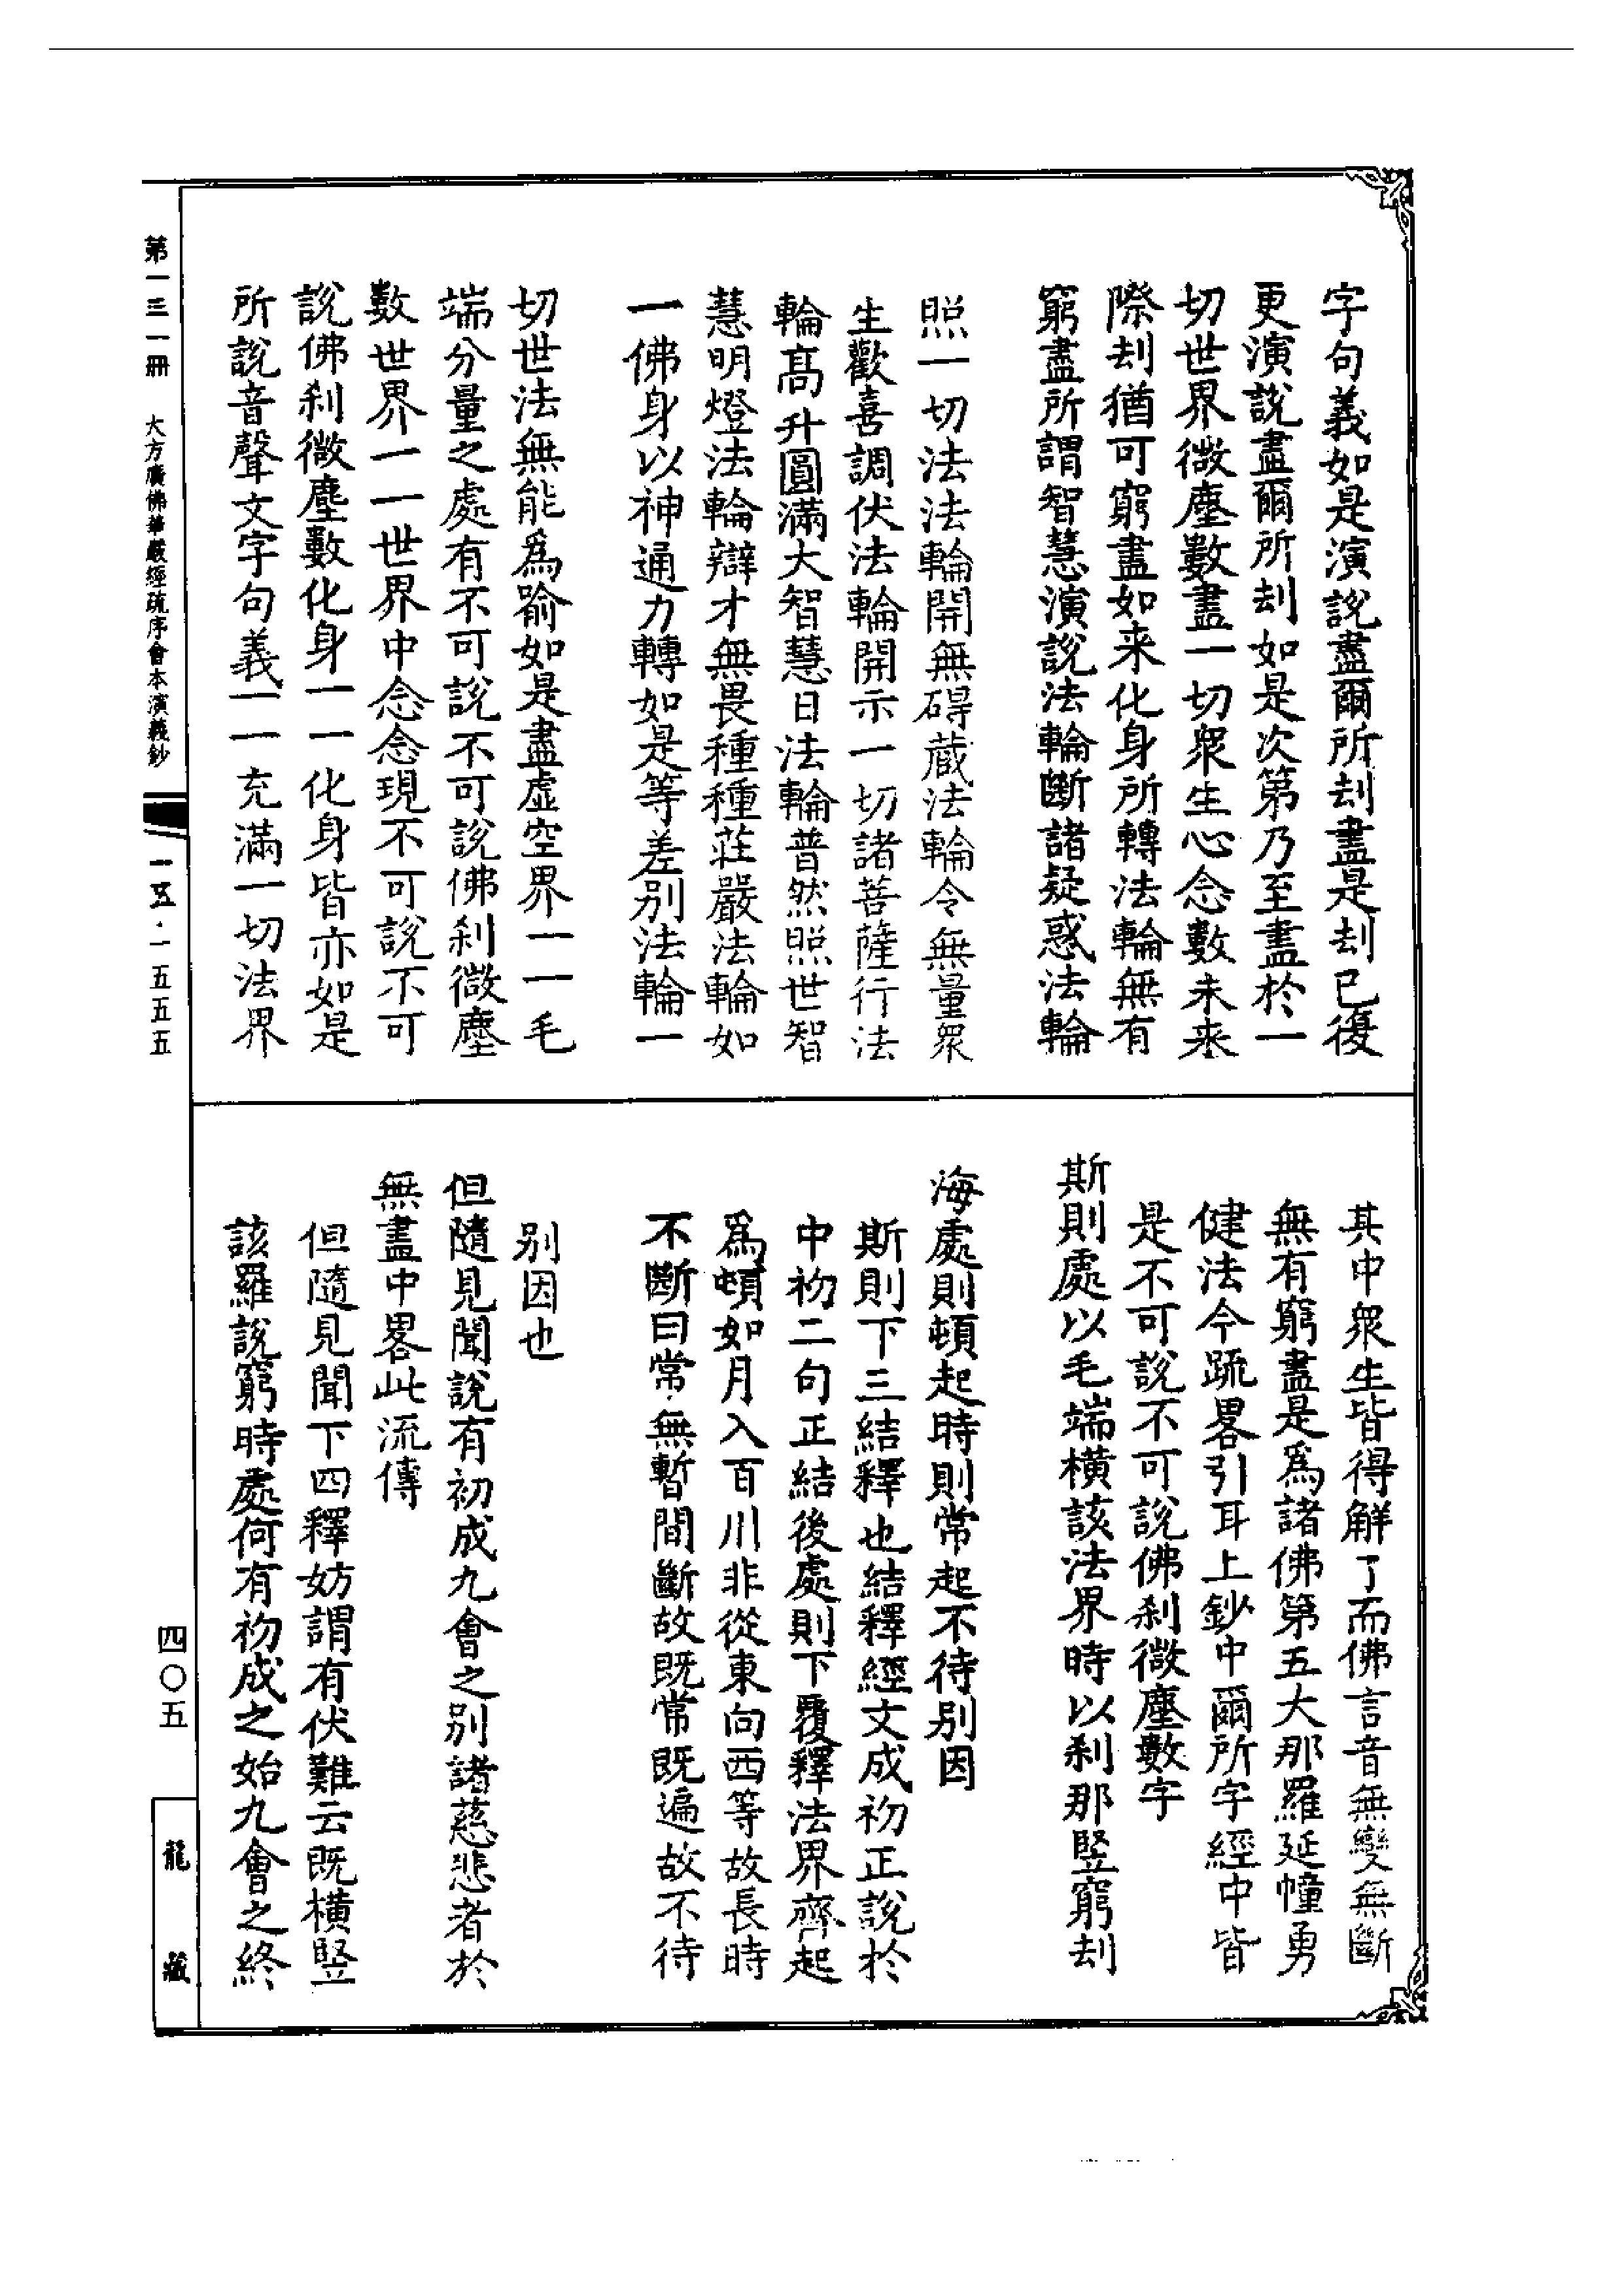 字句義如是演說盡爾所刦盡是刦已復
更演說盡爾所刦如是次第乃至盡於一
切世界微塵數盡一切衆生心念數未来
際刦猶可窮盡如来化身所轉法輪無有
窮盡所謂智慧演說法輪斷諸疑惑法輪
照一切法法輪開無碍藏法輪令無量衆
生歡喜調伏法輪開示一切諸菩薩行法
輪髙升圓滿大智慧日法輪普然照世智
慧明燈法輪辯才無畏種種莊嚴法輪如
一佛身以神通力轉如是等差别法輪一
切世法無能爲喻如是盡虛空界一一毛
端分量之處有不可說不可說佛刹微塵
數世界一一世界中念念現不可說不可
說佛刹微塵數化身一一化身皆亦如是
所說音聲文字句義一一充滿一切法界
其中衆生皆得解了而佛言音無變無斷
無有窮盡是爲諸佛第五大那羅延幢勇
健法今䟽畧引耳上鈔中爾所字經中皆
是不可說不可說佛刹微塵數字
斯則處以毛端横該法界時以刹那竪窮刦
海處則頓起時則常起不待别因
斯則下三結釋也結釋經文成初正說於
中初二句正結後處則下覆釋法界齊起
爲頓如月入百川非從東向西等故長時
不斷曰常無暫間斷故既常既遍故不待
别因也
但隨見聞說有初成九會之别諸慈悲者於
無盡中畧此流傳
但隨見聞下四釋妨謂有伏難云既横竪
該羅說窮時處何有初成之始九會之終
第一三一冊　大方廣佛華嚴經疏序會本演義鈔
一五·一五五五
四〇五
龍藏